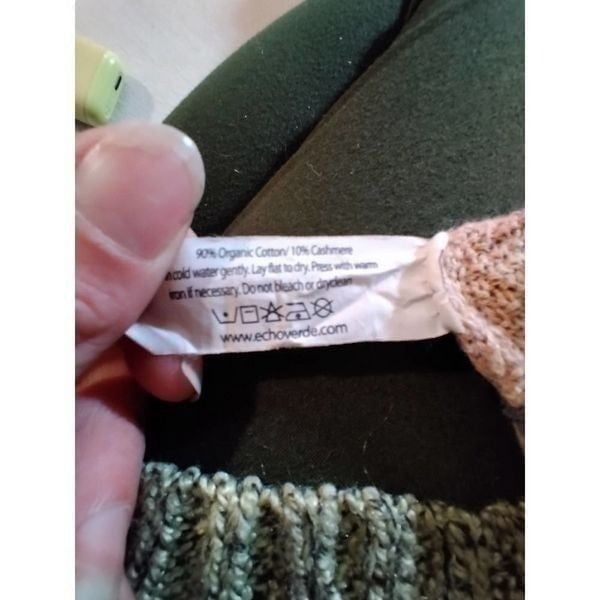 90% Organic Cotton/ 10% Cashmere
cold water gently. Lay flat to dry. Press with warm
iron if necessary. Do not bleach or dryclean
www.echoverde.com